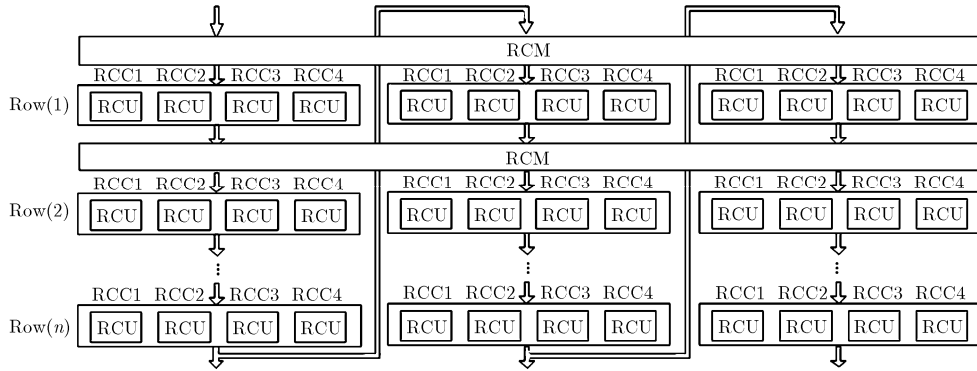 RCM
RCC1 RCC2 RCC3 RCC4 RCC1 RCC2 RCC3 RCC4 RCC1 RCC2 RCC3 RCC4
Row(1) RCU RCU RCU RCU RCU RCU RCU RCU RCU RCU RCU RCU
RCM
RCC1 RCC2 RCC3 RCC4 RCC1 RCC2 RCC3 RCC4 RCC1 RCC2 RCC3 RCC4
Row(2) RCU RCU RCU RCU RCU RCU RCU RCU RCU RCU RCU RCU
RCC1 RCC2 RCC3 RCC4 RCC1 RCC2 RCC3 RCC4 RCC1 RCC2 RCC3 RCC4
Row(n) RCU RCU RCU RCU RCU RCU RCU RCU RCU RCU RCU RCU